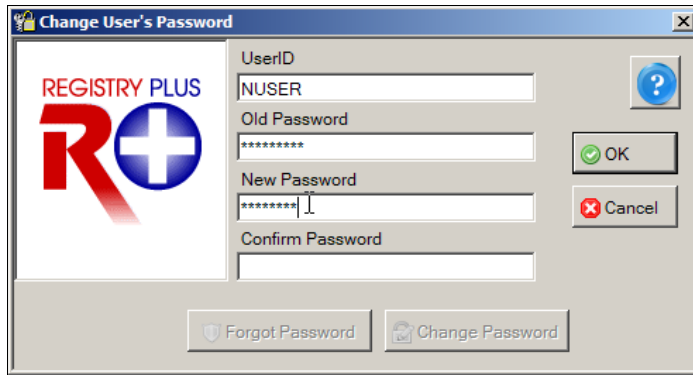 Change User's Password
REGISTRY PLUS
R+
UserID
NUSER
Old Password
*********
New Password
********
Confirm Password
?
OK
Cancel
Forgot Password
Change Password